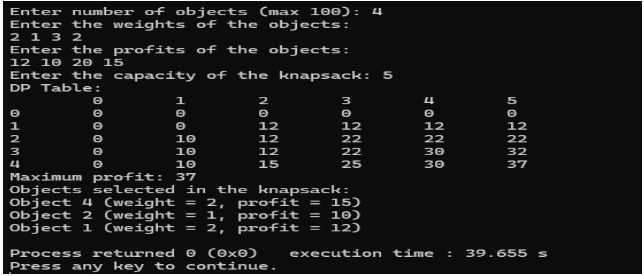 Enter number of objects (max 100): 4
Enter the weights of the objects:
2 1 3 2
Enter the profits of the objects:
12 10 20 15
Enter the capacity of the knapsack: 5
DP Table:
0 1 2 3 4 5
0 0 0 0 0 0 0
1 0 0 12 12 12 12
2 0 10 12 22 22 22
3 0 10 12 22 30 32
4 0 10 15 25 30 37
Maximum profit: 37
Objects selected in the knapsack:
Object 4 (weight = 2, profit = 15)
Object 2 (weight = 1, profit = 10)
Object 1 (weight = 2, profit = 12)
Process returned 0 (0x0) execution time : 39.655 s
Press any key to continue.